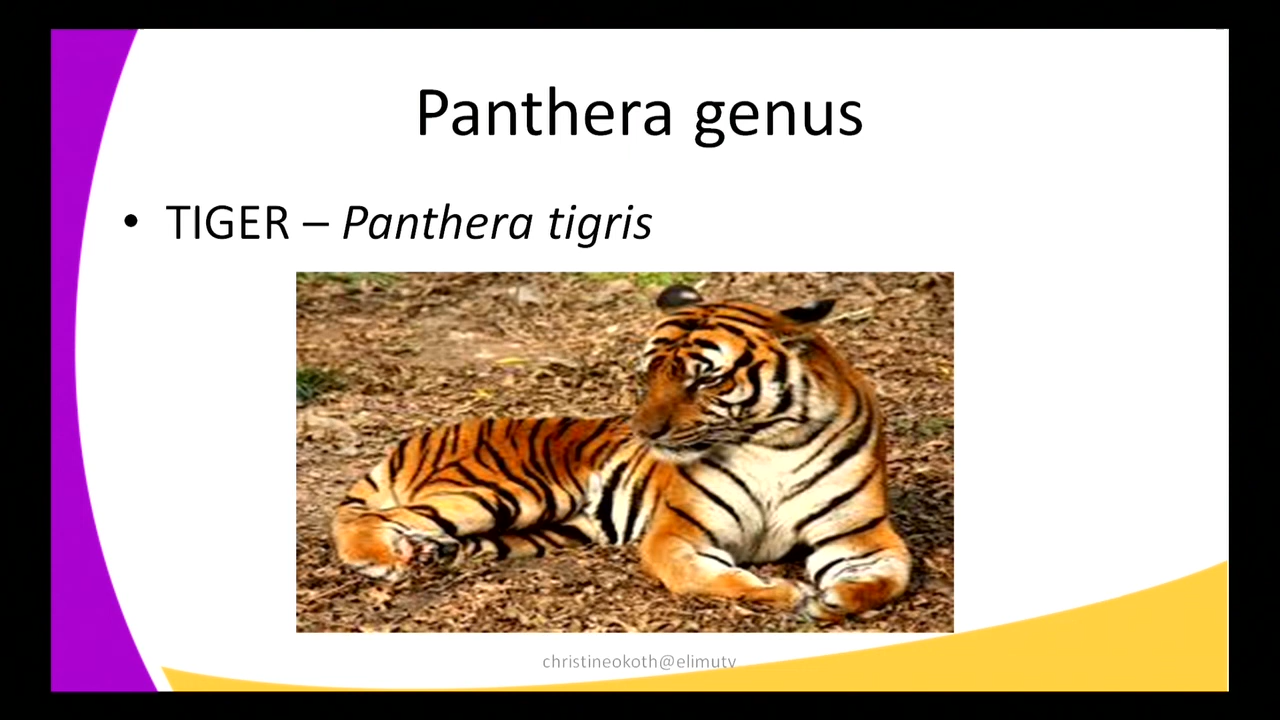 Panthera genus
• TIGER – Panthera tigris
christineokoth@elimutv